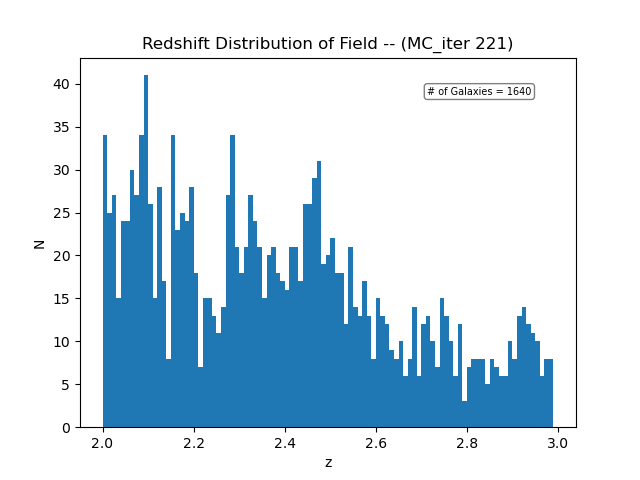 Redshift Distribution of Field -- (MC_iter 221)
# of Galaxies = 1640
40
35
30
25
20
15
10
5
0
N
2.0 2.2 2.4 2.6 2.8 3.0
z